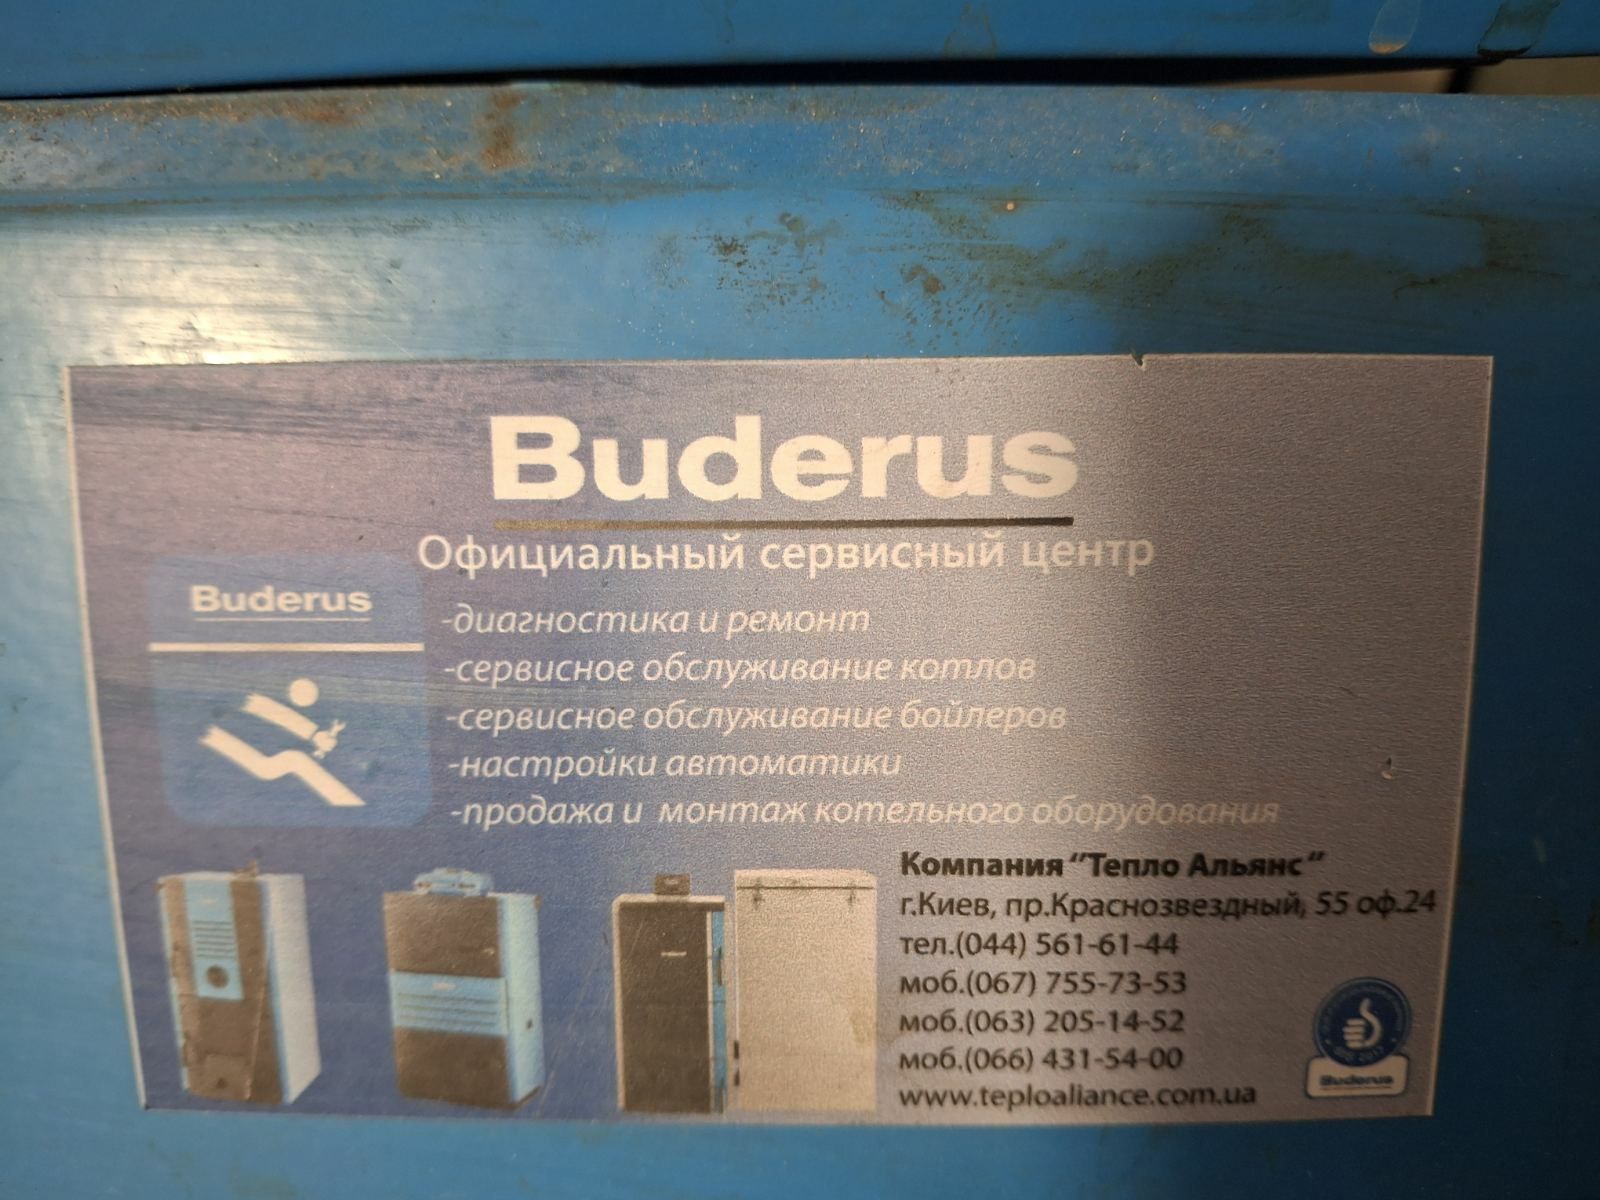 Buderus
Официальный сервисный центр
Buderus
-диагностика и ремонт
-сервисное обслуживание котлов
-сервисное обслуживание бойлеров
-настройки автоматики
-продажа и монтаж котельного оборудования
Компания "Тепло Альянс"
г.Киев, пр.Краснозвездный, 55 оф.24
тел.(044) 561-61-44
моб.(067) 755-73-53
моб.(063) 205-14-52
моб.(066) 431-54-00
www.teploaliance.com.ua
Buderus